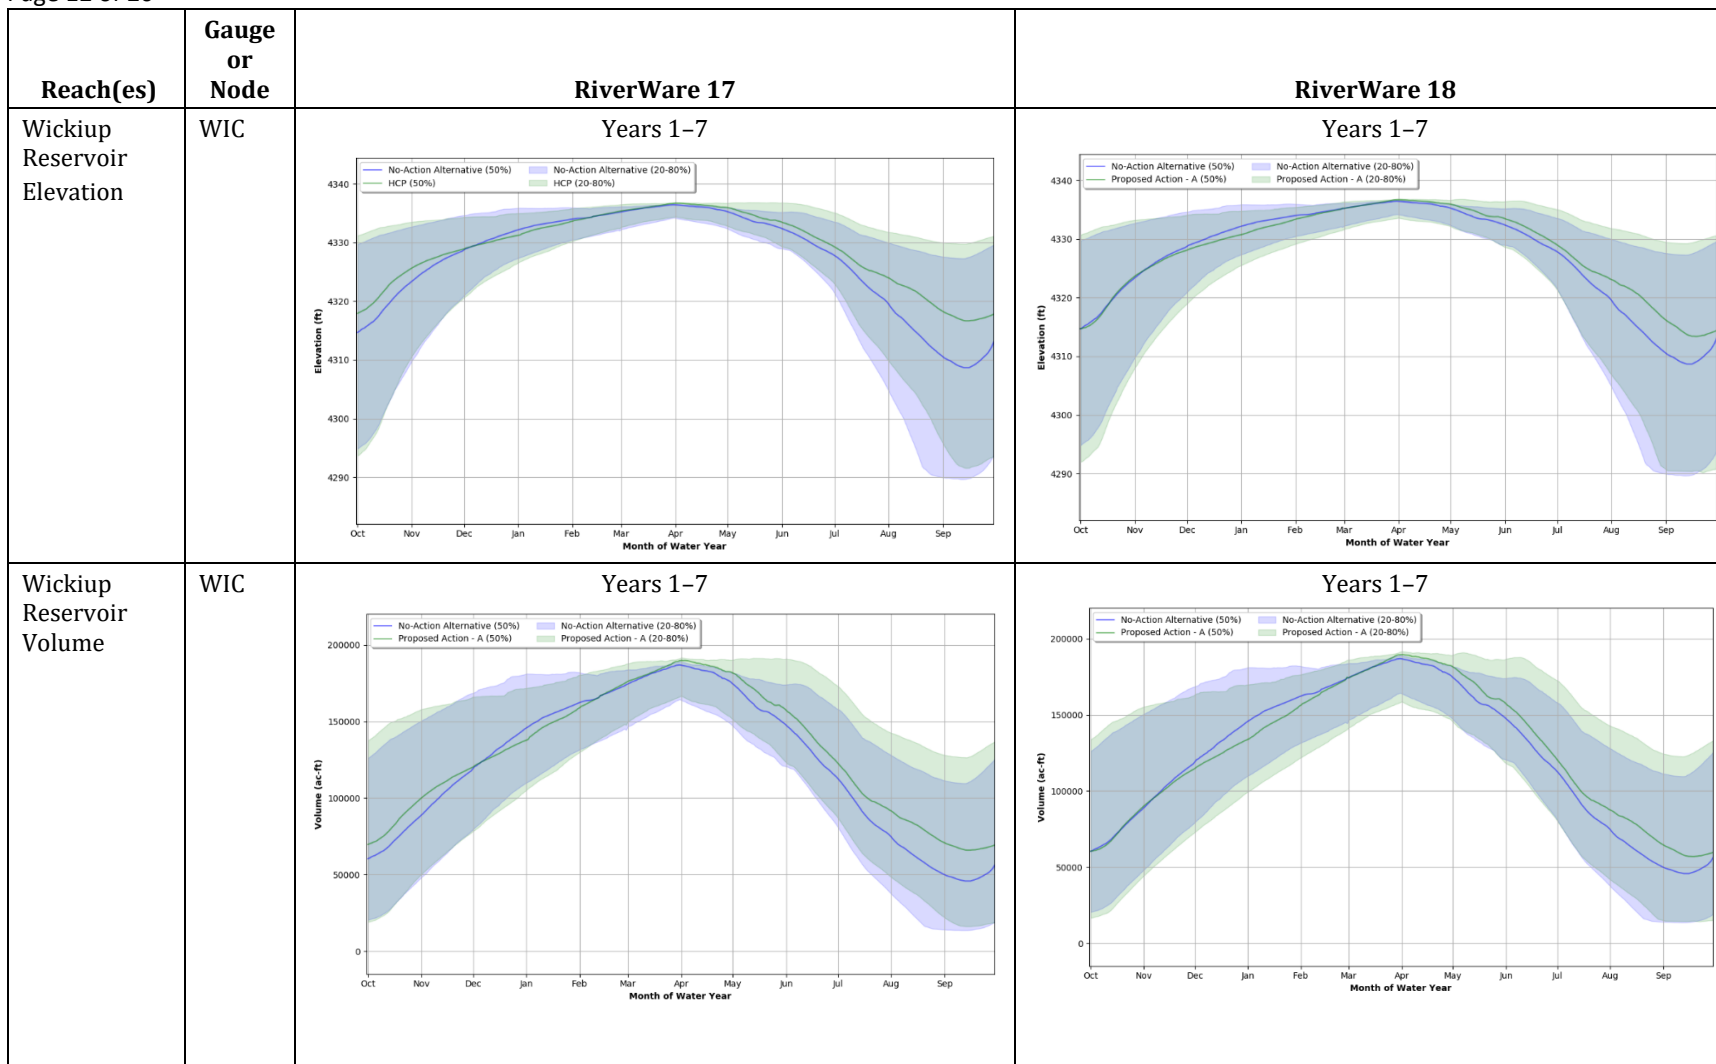 Reach(es)
Gauge
or
Node
RiverWare 17
RiverWare 18
Wickiup
Reservoir
Elevation
WIC
Years 1–7
No-Action Alternative (50%)
HCP (50%)
No-Action Alternative (20-80%)
HCP (20-80%)
4340
4330
4320
4310
4300
4290
Elevation (ft)
Oct Nov Dec Jan Feb Mar Apr May Jun Jul Aug Sep
Month of Water Year
Years 1–7
No-Action Alternative (50%)
Proposed Action - A (50%)
No-Action Alternative (20-80%)
Proposed Action - A (20-80%)
4340
4330
4320
4310
4300
4290
Elevation (ft)
Oct Nov Dec Jan Feb Mar Apr May Jun Jul Aug Sep
Month of Water Year
Wickiup
Reservoir
Volume
WIC
Years 1–7
No-Action Alternative (50%)
Proposed Action - A (50%)
No-Action Alternative (20-80%)
Proposed Action - A (20-80%)
200000
150000
100000
50000
0
Volume (ac-ft)
Oct Nov Dec Jan Feb Mar Apr May Jun Jul Aug Sep
Month of Water Year
Years 1–7
No-Action Alternative (50%)
Proposed Action - A (50%)
No-Action Alternative (20-80%)
Proposed Action - A (20-80%)
200000
150000
100000
50000
0
Volume (ac-ft)
Oct Nov Dec Jan Feb Mar Apr May Jun Jul Aug Sep
Month of Water Year